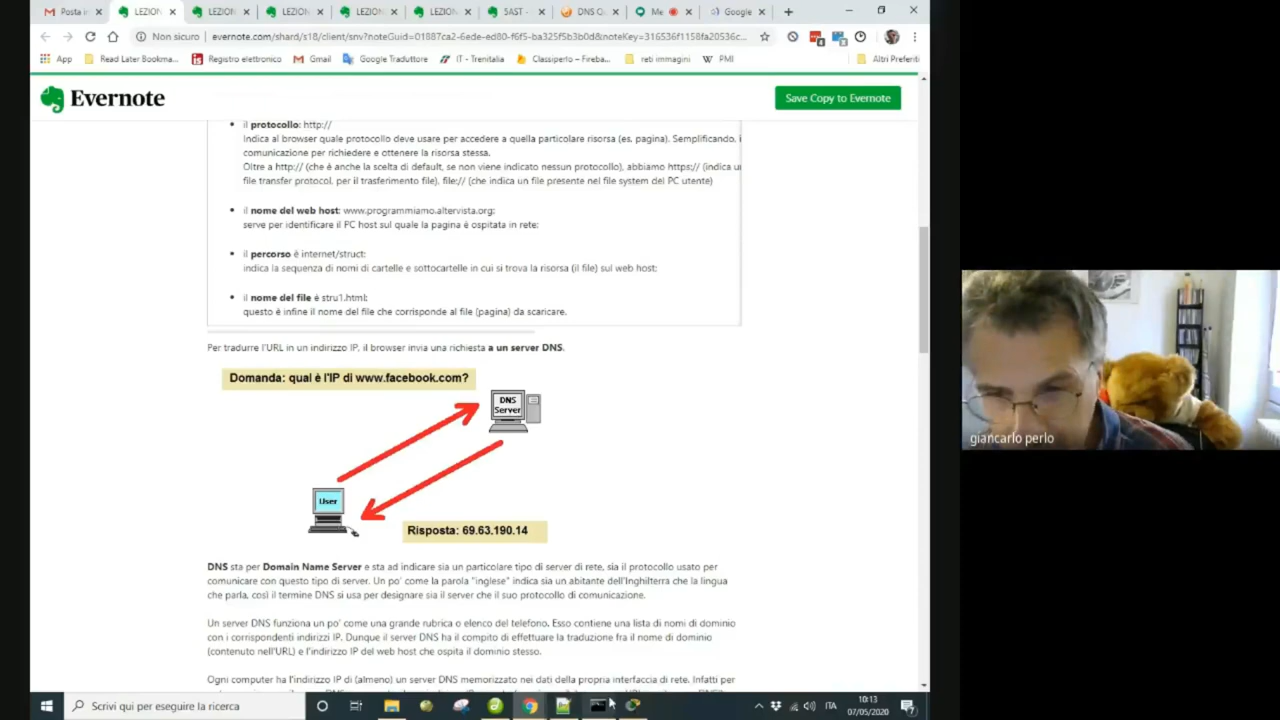 Posta in
LEZION
LEZION
LEZION
LEZION
LEZION
SAST -
DNS Q
Me
Google
Non sicuro
evernote.com/shard/s18/client/snv?noteGuid=01887ca2-6ede-ed80-f6f5-ba325f5b3b0d&noteKey=316536f1158fa20536c...
App
Read Later Bookma...
Registro elettronico
Gmail
Google Traduttore
IT - Trenitalia
Classiperto – Fireba...
reti immagini
PMI
Altri Preferiti
Evernote
Save Copy to Evernote
il protocollo: http://
Indica al browser quale protocollo deve usare per accedere a quella particolare risorsa (es. pagina). Semplificando, i
comunicazione per richiedere e ottenere la risorsa stessa.
Oltre a http:// (che è anche la scelta di default, se non viene indicato nessun protocollo), abbiamo https:// (indica u
file transfer protocol, per il trasferimento file), file:// (che indica un file presente nel file system del PC utente)
il nome del web host: www.programmiamo.altervista.org:
serve per identificare il PC host sul quale la pagina è ospitata in rete:
il percorso è internet/struct:
indica la sequenza di nomi di cartelle e sottocartelle in cui si trova la risorsa (il file) sul web host:
il nome del file è stru1.html:
questo è infine il nome del file che corrisponde al file (pagina) da scaricare.
Per tradurre l'URL in un indirizzo IP, il browser invia una richiesta a un server DNS.
Domanda: qual è l'IP di www.facebook.com?
DNS
Server
User
Risposta: 69.63.190.14
DNS sta per Domain Name Server e sta ad indicare sia un particolare tipo di server di rete, sia il protocollo usato per
comunicare con questo tipo di server. Un po' come la parola "inglese" indica sia un abitante dell'Inghilterra che la lingua
che parla, così il termine DNS si usa per designare sia il server che il suo protocollo di comunicazione.
Un server DNS funziona un po' come una grande rubrica o elenco del telefono. Esso contiene una lista di nomi di dominio
con i corrispondenti indirizzi IP. Dunque il server DNS ha il compito di effettuare la traduzione fra il nome di dominio
(contenuto nell'URL) e l'indirizzo IP del web host che ospita il dominio stesso.
Ogni computer ha l'indirizzo IP di (almeno) un server DNS memorizzato nei dati della propria interfaccia di rete. Infatti per
giancarlo perlo
Scrivi qui per eseguire la ricerca
ITA
10:13
07/05/2020